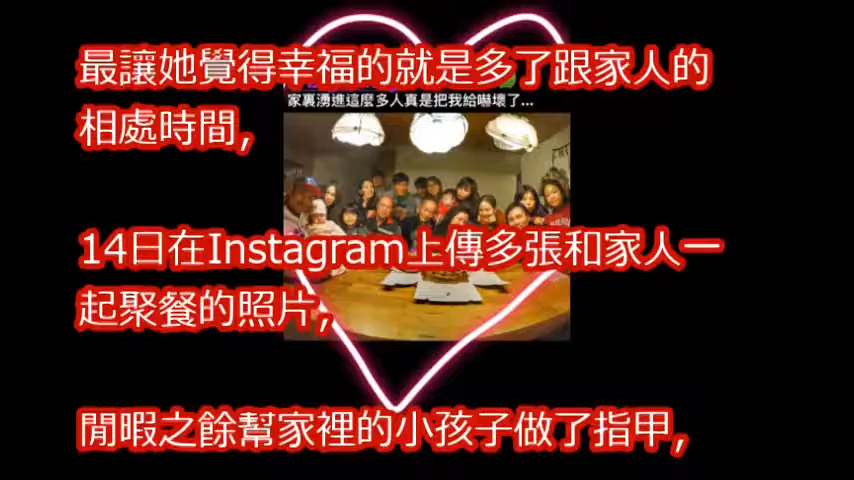 最讓她覺得幸福的就是多了跟家人的
家裏湧進這麼多人真是把我給嚇壞了...
相處時間，
14日在Instagram上傳多張和家人一
起聚餐的照片，
閒暇之餘幫家裡的小孩子做了指甲，